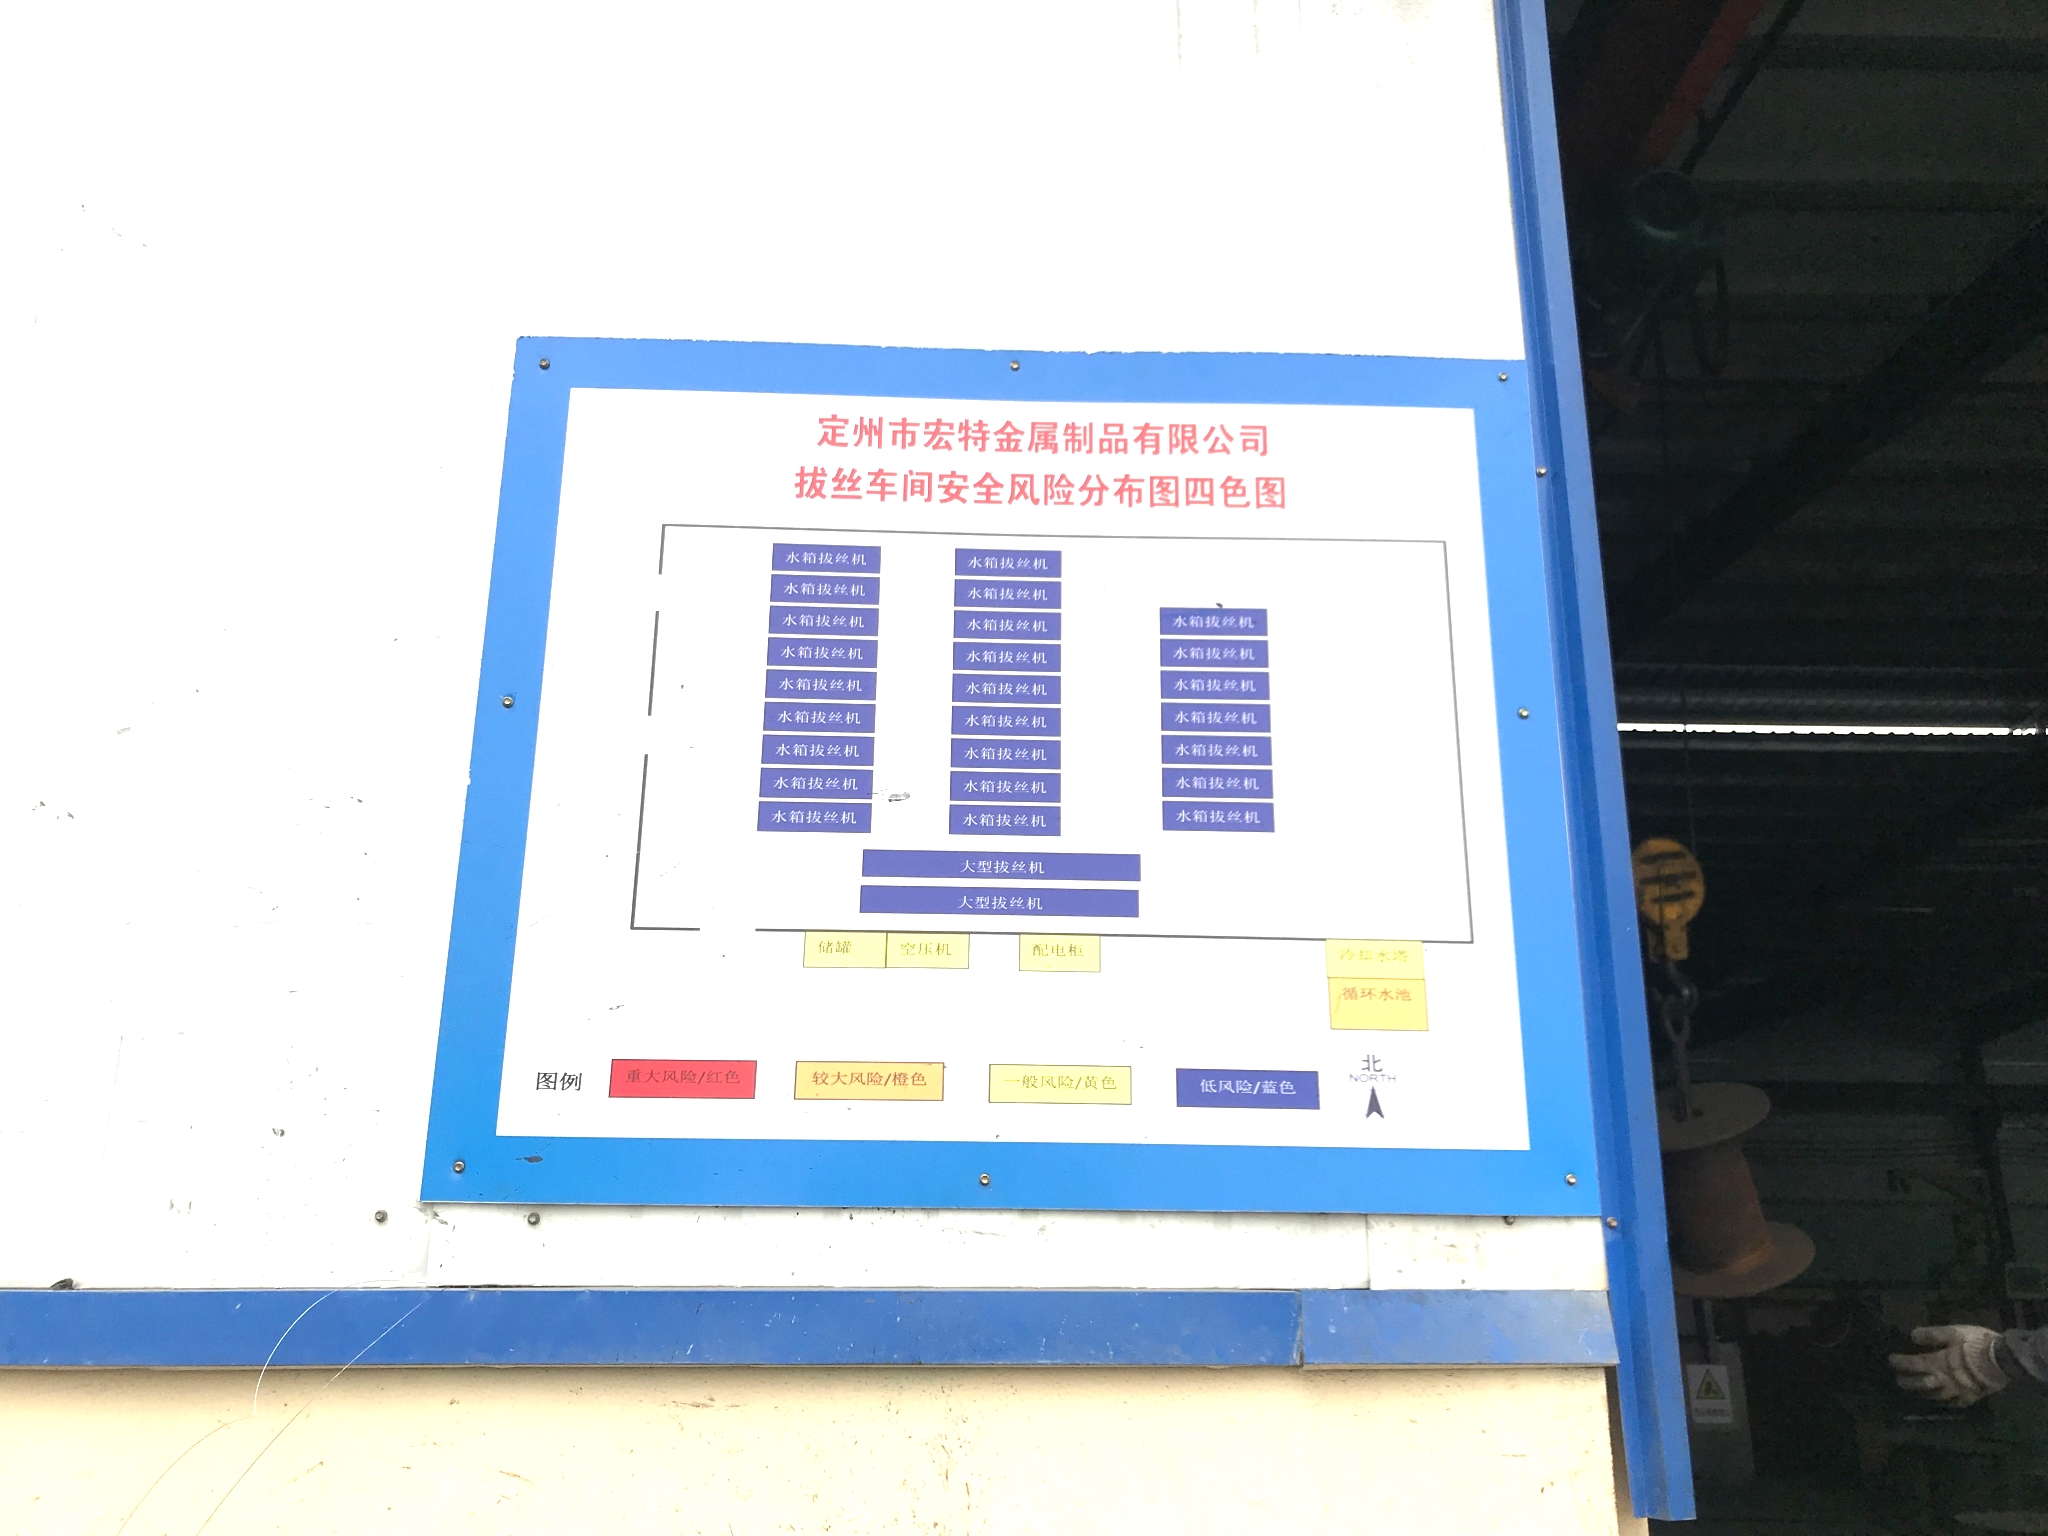 定州市宏特金属制品有限公司
拔丝车间安全风险分布图四色图
水箱拔丝机 水箱拔丝机
水箱拔丝机 水箱拔丝机
水箱拔丝机 水箱拔丝机 水箱拔丝机
水箱拔丝机 水箱拔丝机 水箱拔丝机
水箱拔丝机 水箱拔丝机 水箱拔丝机
水箱拔丝机 水箱拔丝机 水箱拔丝机
水箱拔丝机 水箱拔丝机 水箱拔丝机
水箱拔丝机 水箱拔丝机 水箱拔丝机
水箱拔丝机 水箱拔丝机 水箱拔丝机
大型拔丝机
大型拔丝机
储罐 空压机 配电柜 冷却水塔
循环水池
图例 重大风险/红色 较大风险/橙色 一般风险/黄色 低风险/蓝色
北
NORTH